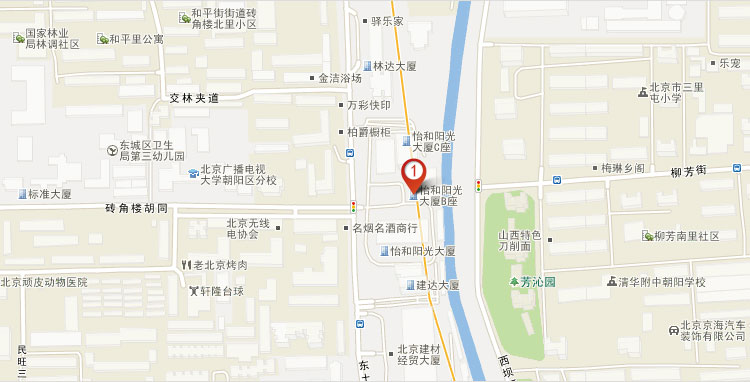 和平街街道砖
角楼北里小区
驿乐家
国家林业
局林调社区
和平里公寓
林达大厦
乐宠
金洁浴场
北京市三里
屯小学
交林夹道
万彩快印
柏爵橱柜
怡和阳光
大厦C座
东城区卫生
局第三幼儿园
北京广播电视
大学朝阳区分校
1
梅琳乡阁
柳芳街
标准大厦
怡和阳光
大厦B座
砖角楼胡同
北京无线
电协会
名烟名酒商行
山西特色
刀削面
柳芳南里社区
怡和阳光大厦
老北京烤肉
北京顽皮动物医院
轩隆台球
建达大厦
芳沁园
清华附中朝阳学校
北京京海汽车
装饰有限公司
民旺三
北京建材
经贸大厦
东土
西坝